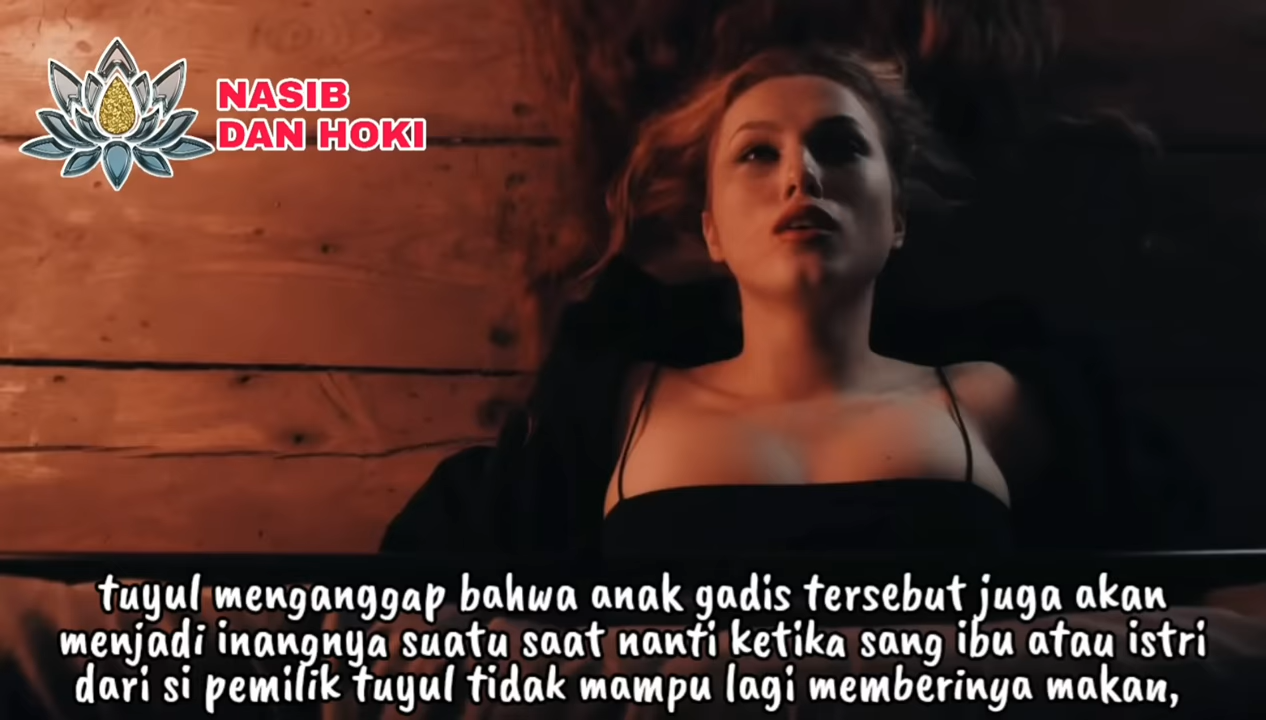 NASIB
DAN HOKI
tuyul menganggap bahwa anak gadis tersebut juga akan
menjadi inangnya suatu saat nanti ketika sang ibu atau istri
dari si pemilik tuyul tidak mampu lagi memberinya makan,